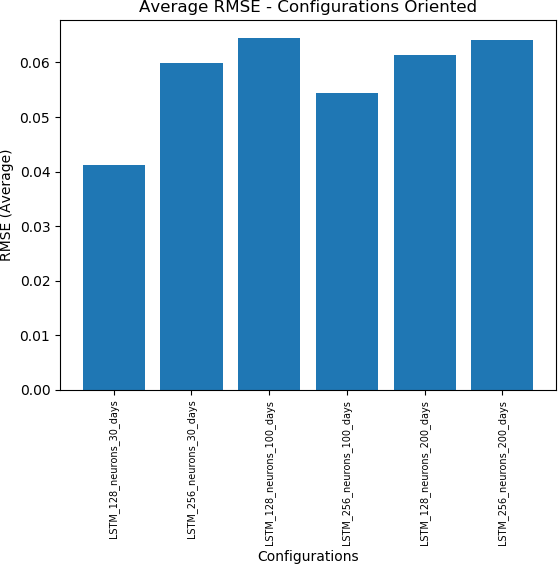 Average RMSE - Configurations Oriented
RMSE (Average)
0.06
0.05
0.04
0.03
0.02
0.01
0.00
LSTM_128_neurons_30_days
LSTM_256_neurons_30_days
LSTM_128_neurons_100_days
LSTM_256_neurons_100_days
LSTM_128_neurons_200_days
LSTM_256_neurons_200_days
Configurations